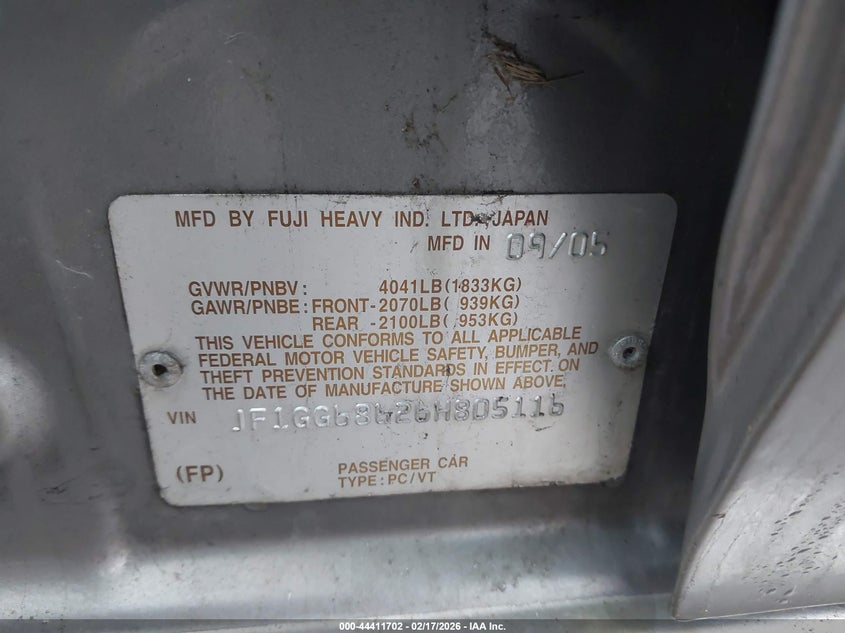 MFD BY FUJI HEAVY IND. LTD. JAPAN
MFD IN 09/05
GVWR/PNBV: 4041LB(1833KG)
GAWR/PNBE: FRONT-2070LB( 939KG)
REAR -2100LB( 953KG)
THIS VEHICLE CONFORMS TO ALL APPLICABLE
FEDERAL MOTOR VEHICLE SAFETY, BUMPER, AND
THEFT PREVENTION STANDARDS IN EFFECT ON
THE DATE OF MANUFACTURE SHOWN ABOVE.
VIN JF1GG68626H805116
(FP) PASSENGER CAR
TYPE: PC/VT
000-44411702 - 02/17/2026 - IAA Inc.